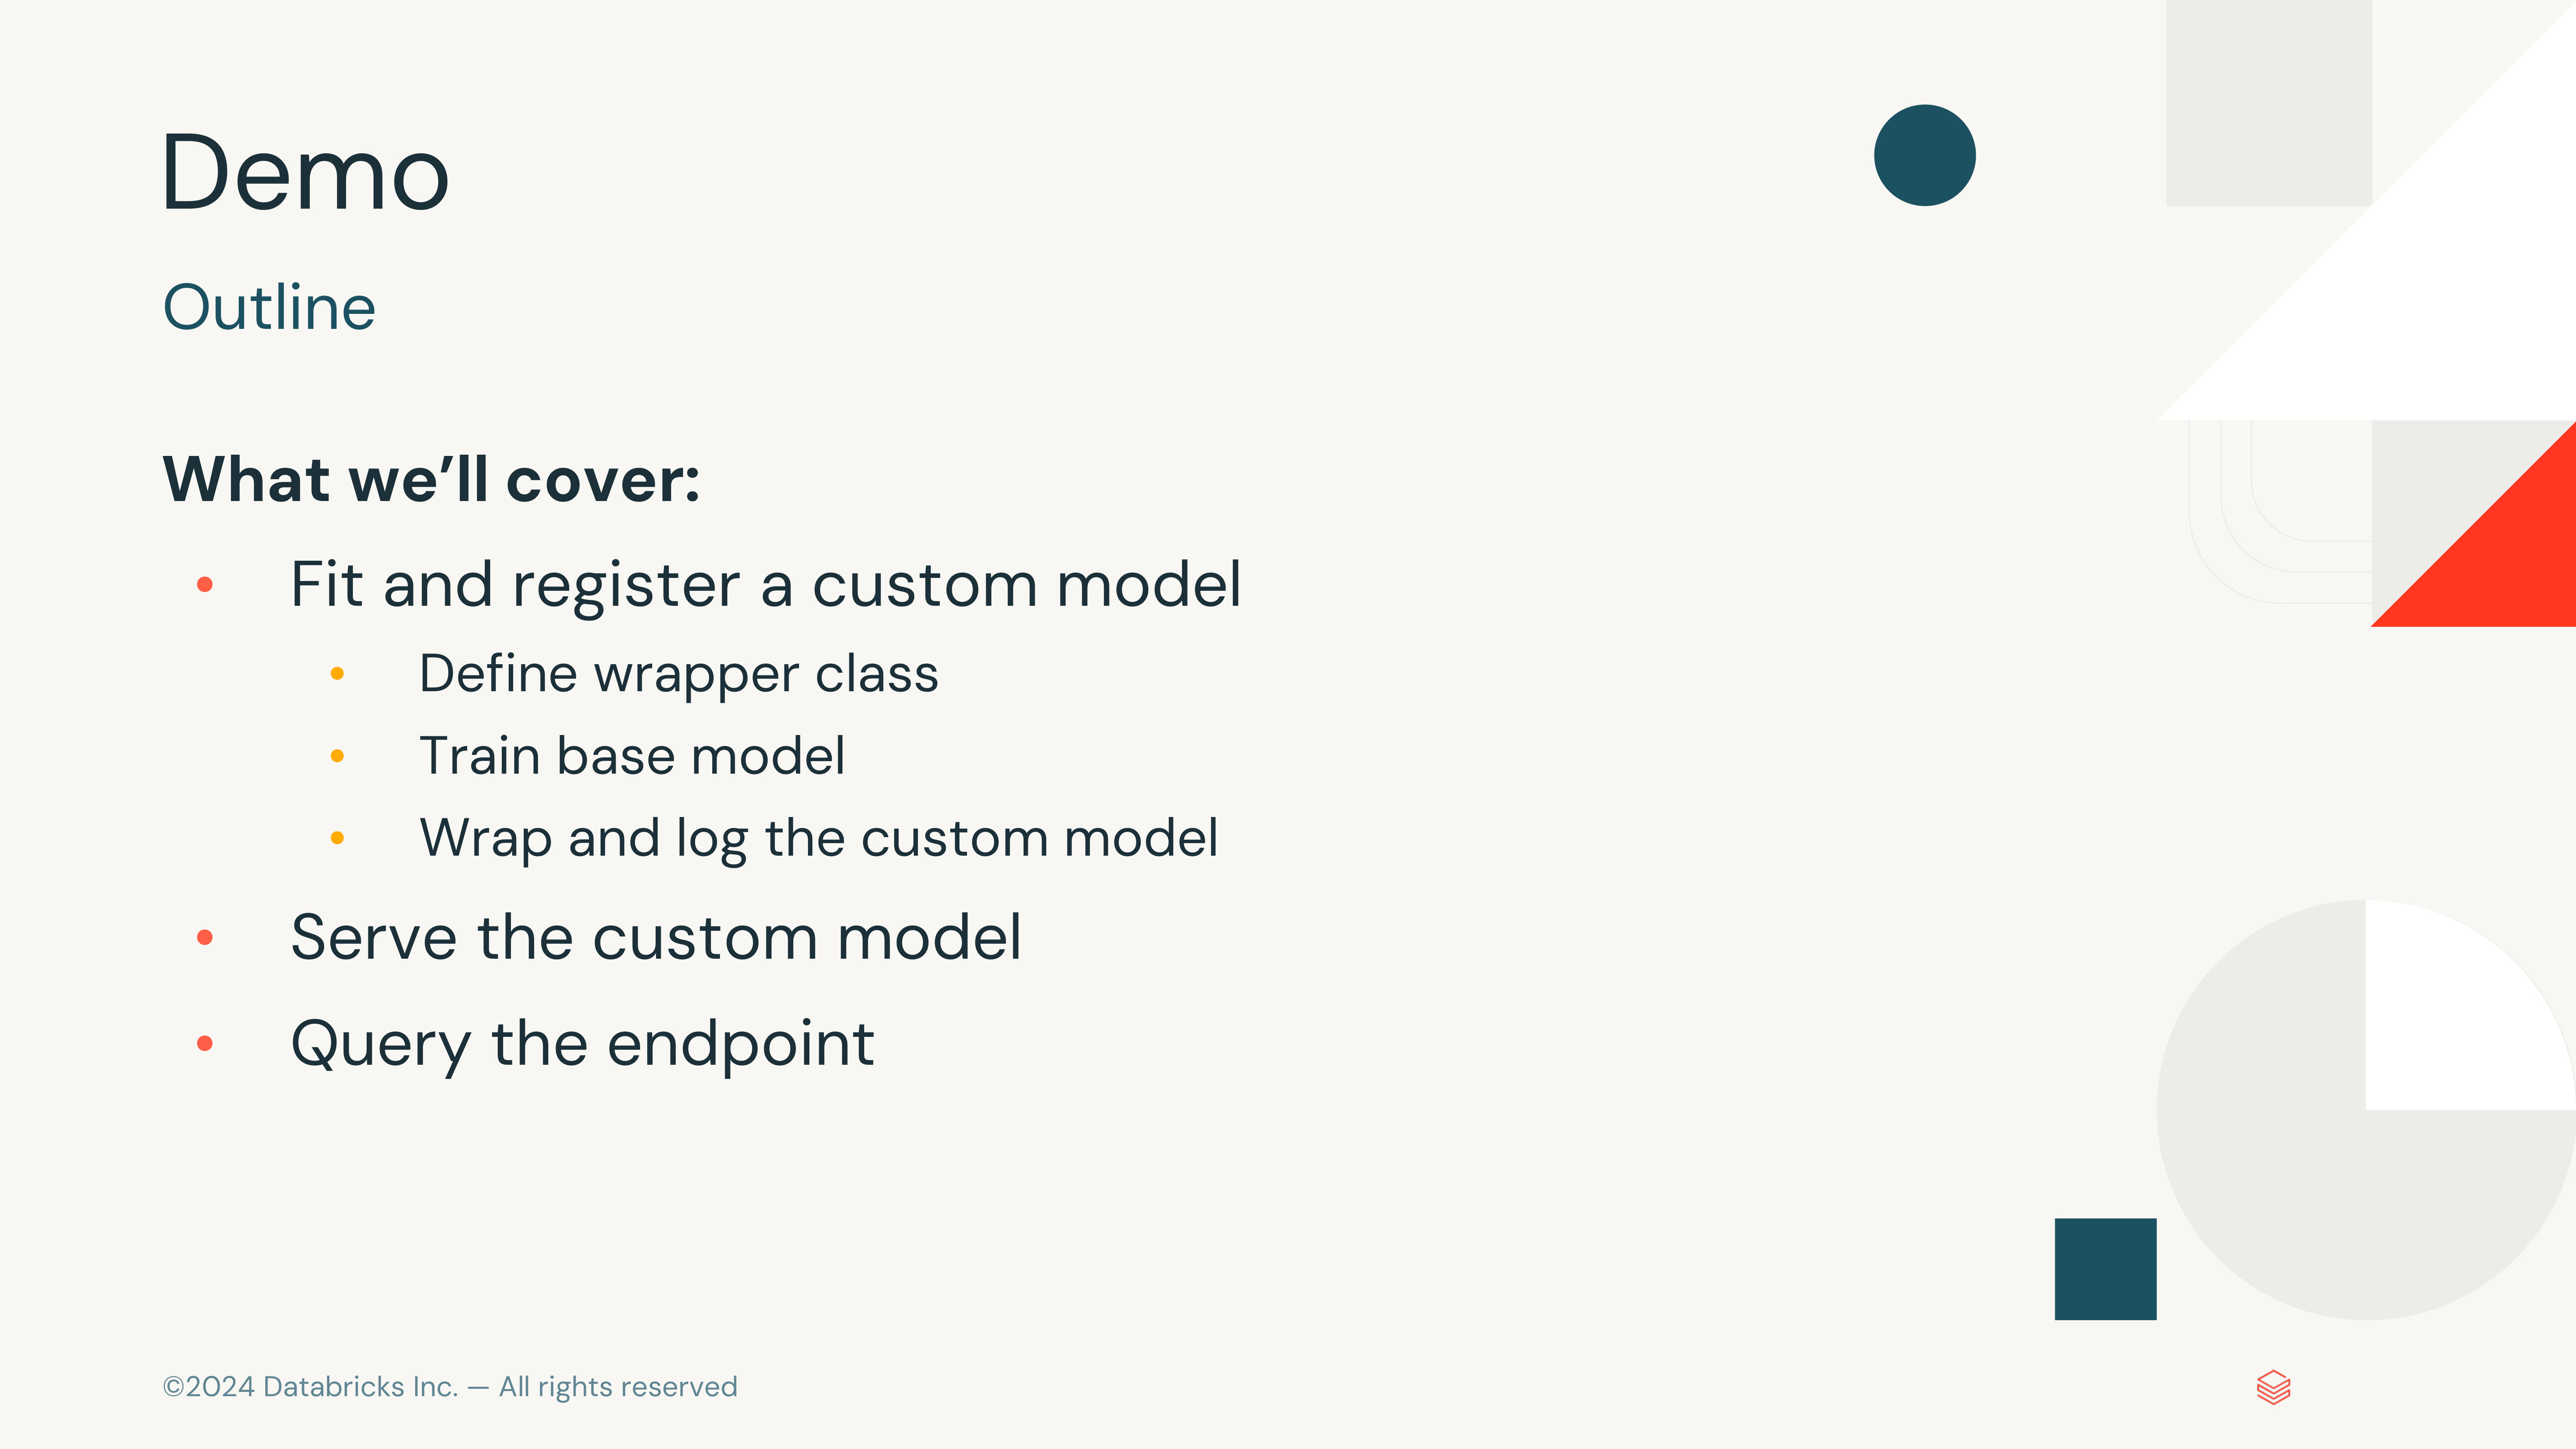 Demo
Outline
What we’ll cover:
• Fit and register a custom model
• Define wrapper class
• Train base model
• Wrap and log the custom model
• Serve the custom model
• Query the endpoint
©2024 Databricks Inc. — All rights reserved